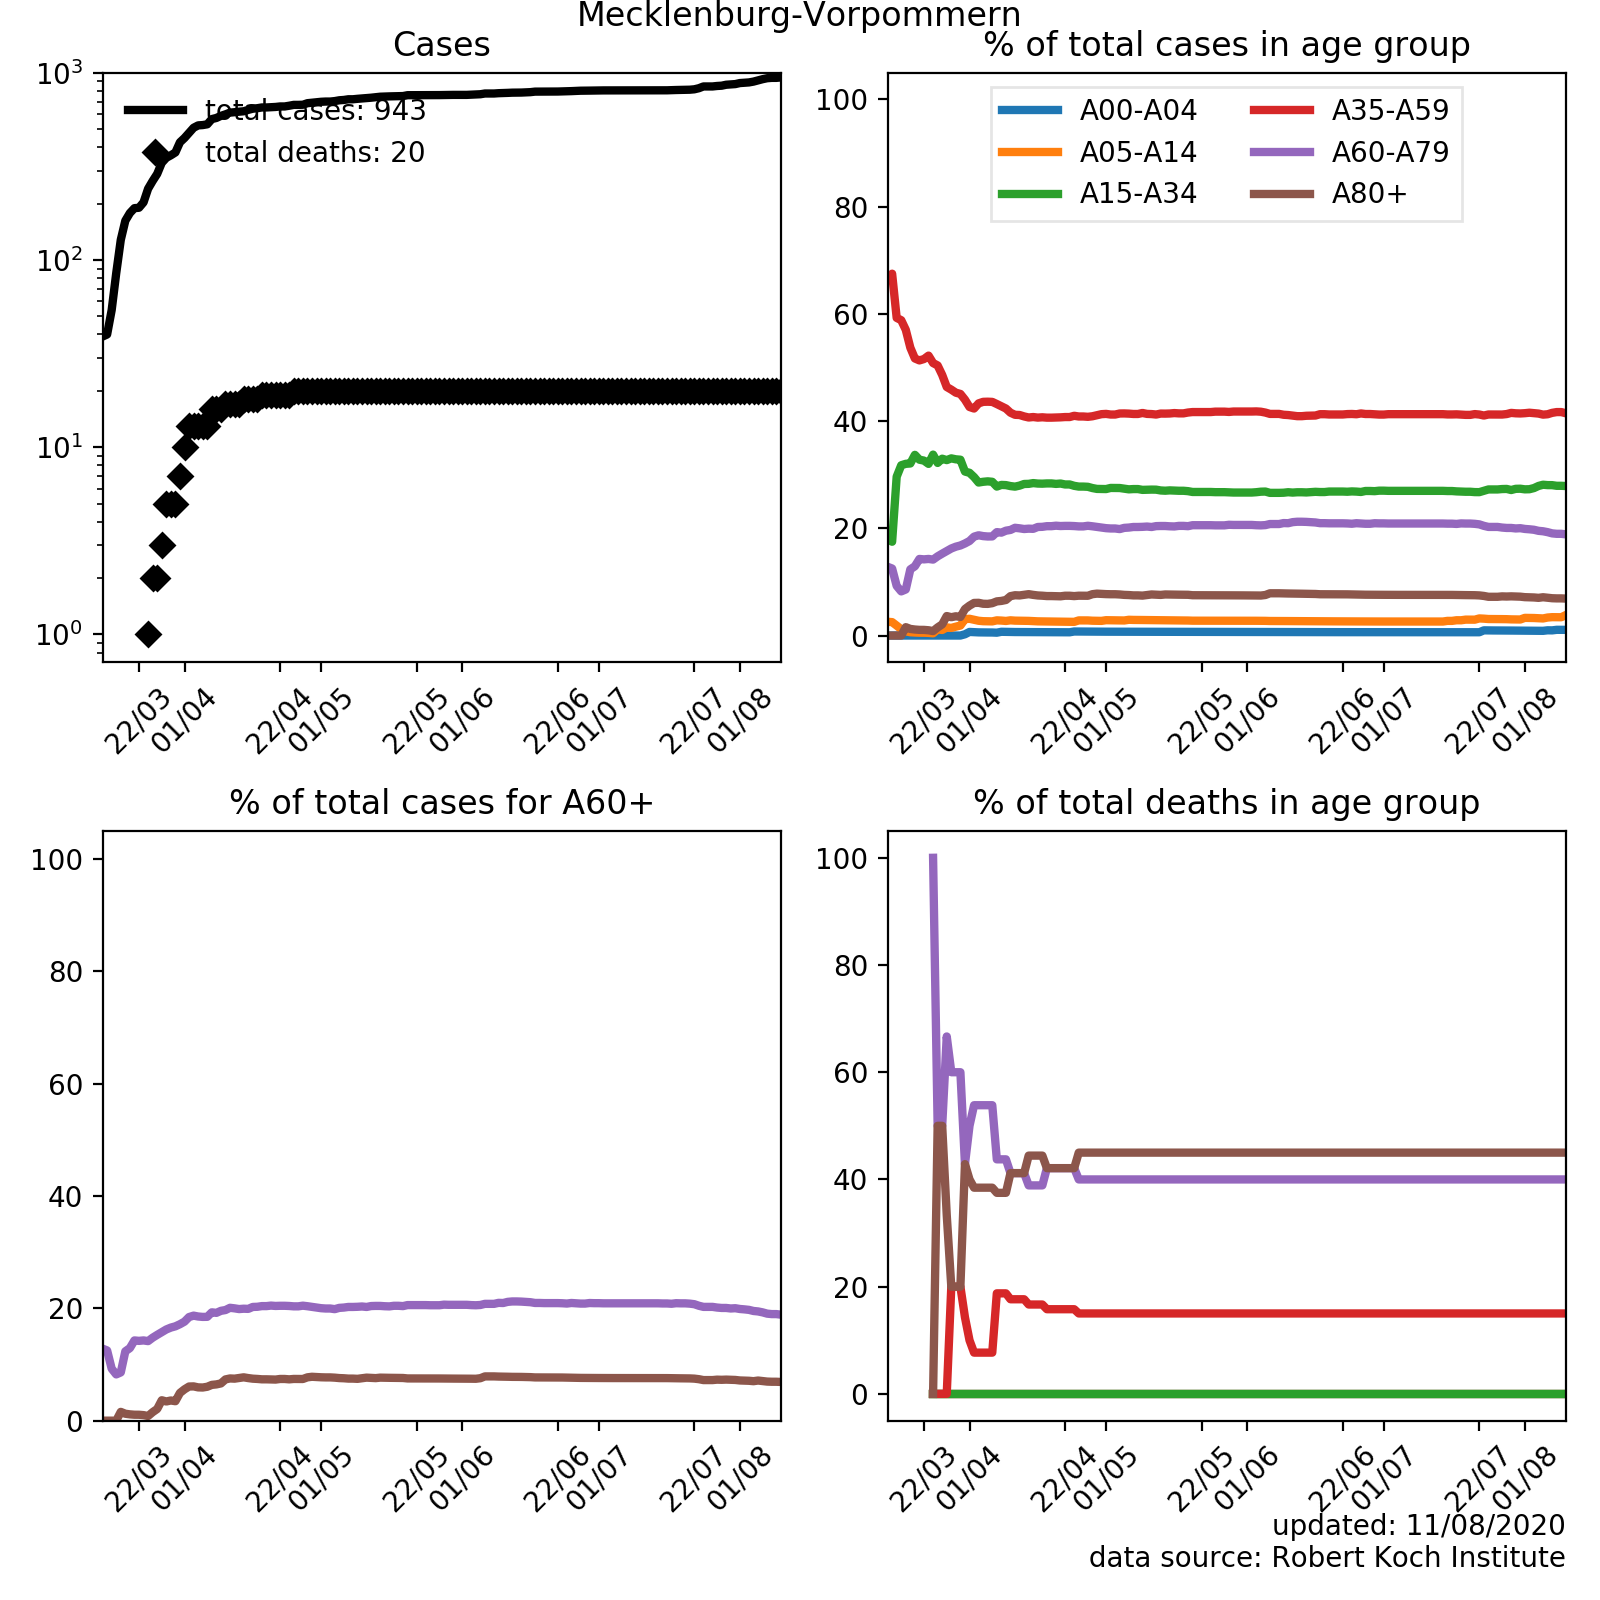 Mecklenburg-Vorpommern
Cases
10³
10²
10¹
10⁰
total cases: 943
total deaths: 20
22/03 01/04 22/04 01/05 22/05 01/06 22/06 01/07 22/07 01/08
% of total cases in age group
100
80
60
40
20
0
A00-A04 A35-A59
A05-A14 A60-A79
A15-A34 A80+
22/03 01/04 22/04 01/05 22/05 01/06 22/06 01/07 22/07 01/08
% of total cases for A60+
100
80
60
40
20
0
22/03 01/04 22/04 01/05 22/05 01/06 22/06 01/07 22/07 01/08
% of total deaths in age group
100
80
60
40
20
0
22/03 01/04 22/04 01/05 22/05 01/06 22/06 01/07 22/07 01/08
updated: 11/08/2020
data source: Robert Koch Institute